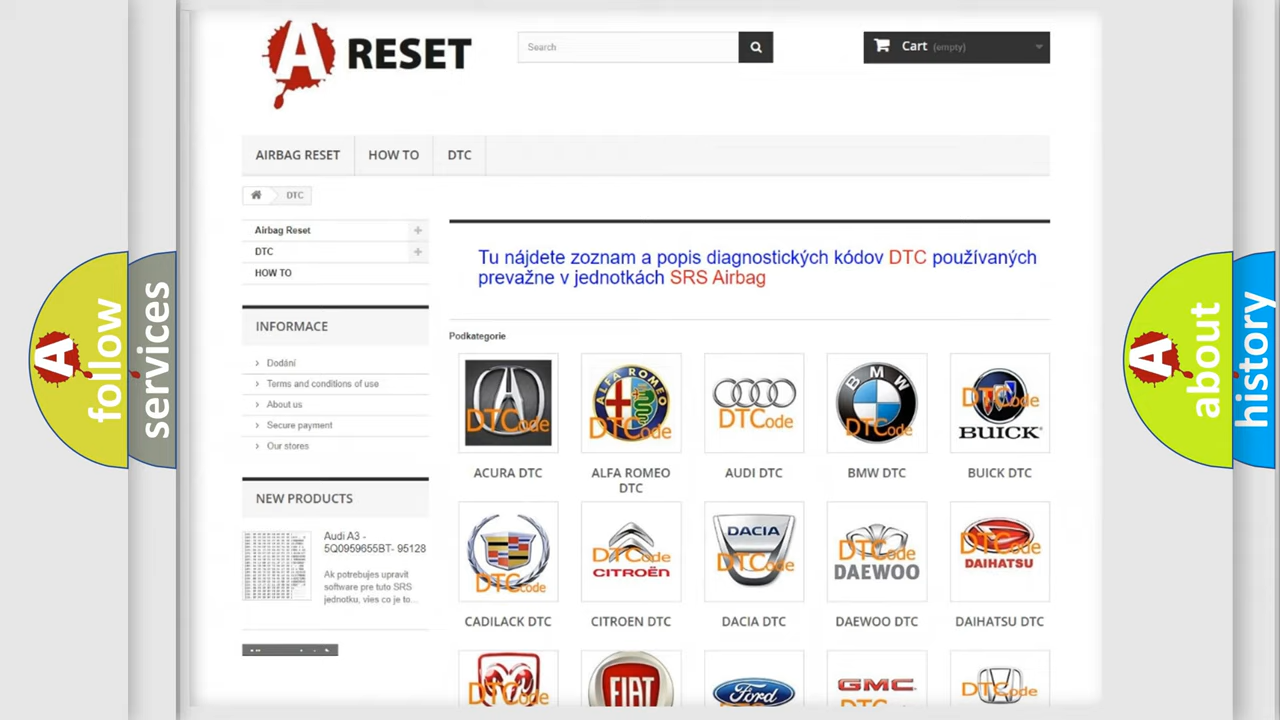 A RESET
Search
Cart (empty)
AIRBAG RESET
HOW TO
DTC
DTC
Airbag Reset
DTC
HOW TO
Tu nájdete zoznam a popis diagnostických kódov DTC používaných
prevažne v jednotkách SRS Airbag
INFORMACE
Dodání
Terms and conditions of use
About us
Secure payment
Our stores
Podkategorie
DTCode
ALFA ROMEO
DTCode
DTCode
BMW
DTCode
DTCode
BUICK
ACURA DTC
ALFA ROMEO
DTC
AUDI DTC
BMW DTC
BUICK DTC
NEW PRODUCTS
Audi A3 -
5Q0959655BT- 95128
Ak potrebujes upravit
software pre tuto SRS
jednotku, vies co je to...
DTCode
DTCode
CITROËN
DACIA
DTCode
DTCode
DAEWOO
DTCode
DAIHATSU
CADILACK DTC
CITROEN DTC
DACIA DTC
DAEWOO DTC
DAIHATSU DTC
DTCode
FIAT
Ford
GMC
DTCode
A follow
services
A about
history